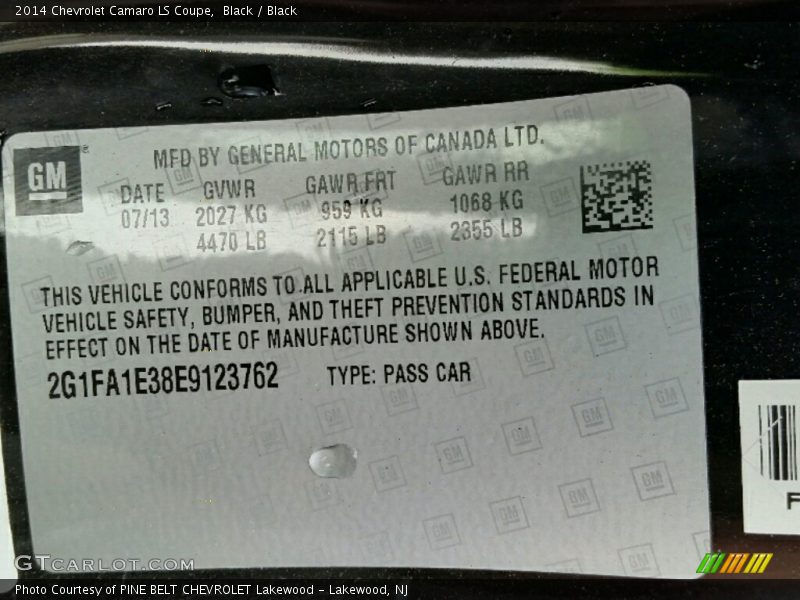 2014 Chevrolet Camaro LS Coupe, Black / Black
MFD BY GENERAL MOTORS OF CANADA LTD.
GM
DATE GVWR GAWR FRT GAWR RR
07/13 2027 KG 959 KG 1068 KG
4470 LB 2115 LB 2355 LB
THIS VEHICLE CONFORMS TO ALL APPLICABLE U.S. FEDERAL MOTOR
VEHICLE SAFETY, BUMPER, AND THEFT PREVENTION STANDARDS IN
EFFECT ON THE DATE OF MANUFACTURE SHOWN ABOVE.
2G1FA1E38E9123762 TYPE: PASS CAR
F
GTCARLOT.COM
Photo Courtesy of PINE BELT CHEVROLET Lakewood - Lakewood, NJ